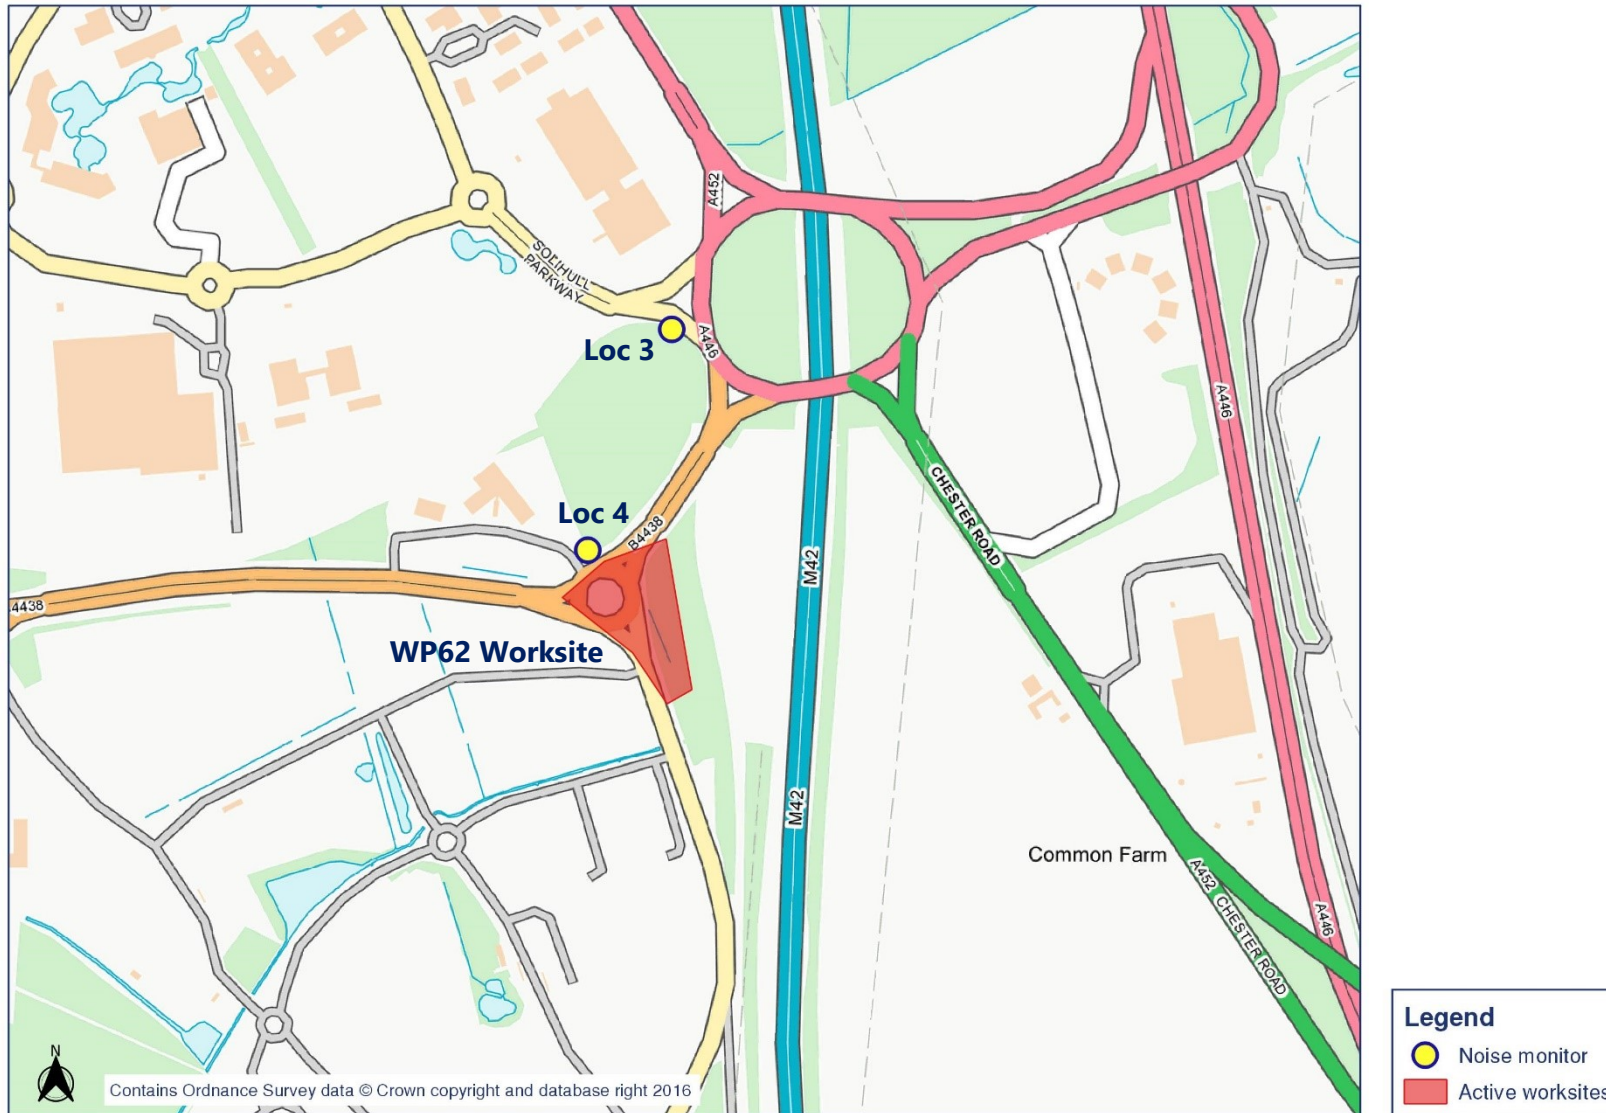 A452
SOLIHULL
PARKWAY
A446
Loc 3
A446
CHESTER ROAD
Loc 4
B4438
M42
4438
WP62 Worksite
M42
Common Farm
A452 CHESTER ROAD
A446
N
Contains Ordnance Survey data © Crown copyright and database right 2016
Legend
Noise monitor
Active worksites